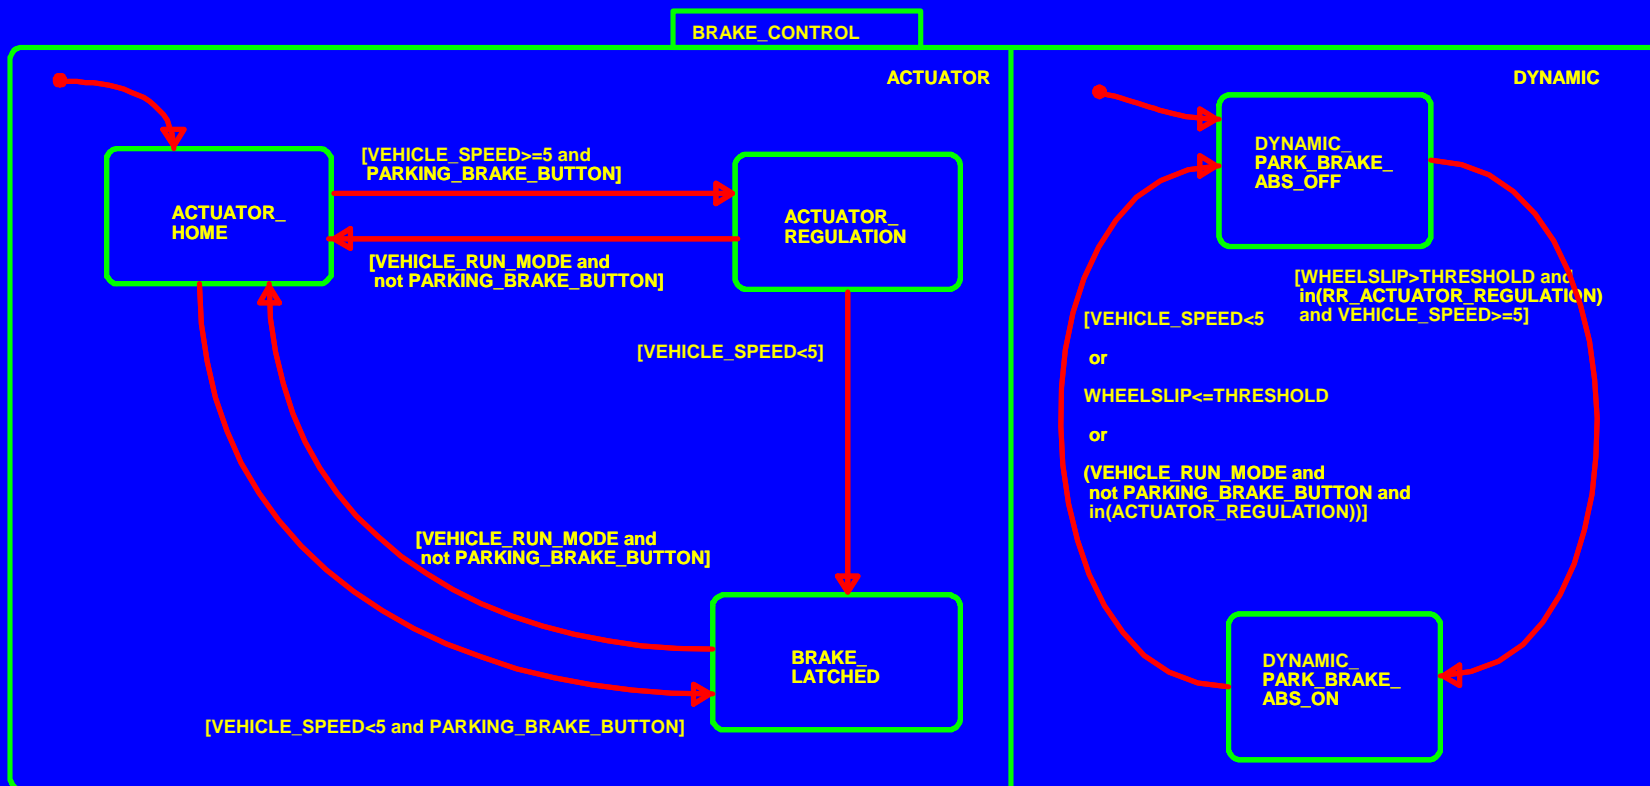 BRAKE_CONTROL
ACTUATOR
ACTUATOR_
HOME
[VEHICLE_SPEED>=5 and
PARKING_BRAKE_BUTTON]
ACTUATOR_
REGULATION
[VEHICLE_RUN_MODE and
not PARKING_BRAKE_BUTTON]
[VEHICLE_SPEED<5]
[VEHICLE_RUN_MODE and
not PARKING_BRAKE_BUTTON]
BRAKE_
LATCHED
[VEHICLE_SPEED<5 and PARKING_BRAKE_BUTTON]
DYNAMIC
DYNAMIC_
PARK_BRAKE_
ABS_OFF
[WHEELSLIP>THRESHOLD and
in(RR_ACTUATOR_REGULATION)
and VEHICLE_SPEED>=5]
[VEHICLE_SPEED<5
or
WHEELSLIP<=THRESHOLD
or
(VEHICLE_RUN_MODE and
not PARKING_BRAKE_BUTTON and
in(ACTUATOR_REGULATION))]
DYNAMIC_
PARK_BRAKE_
ABS_ON